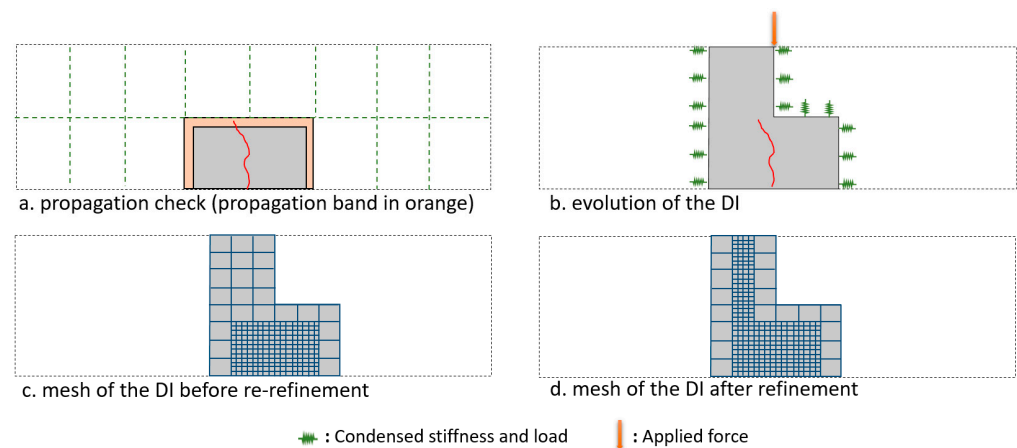 a. propagation check (propagation band in orange)
b. evolution of the DI
c. mesh of the DI before re-refinement
d. mesh of the DI after refinement
: Condensed stiffness and load
: Applied force